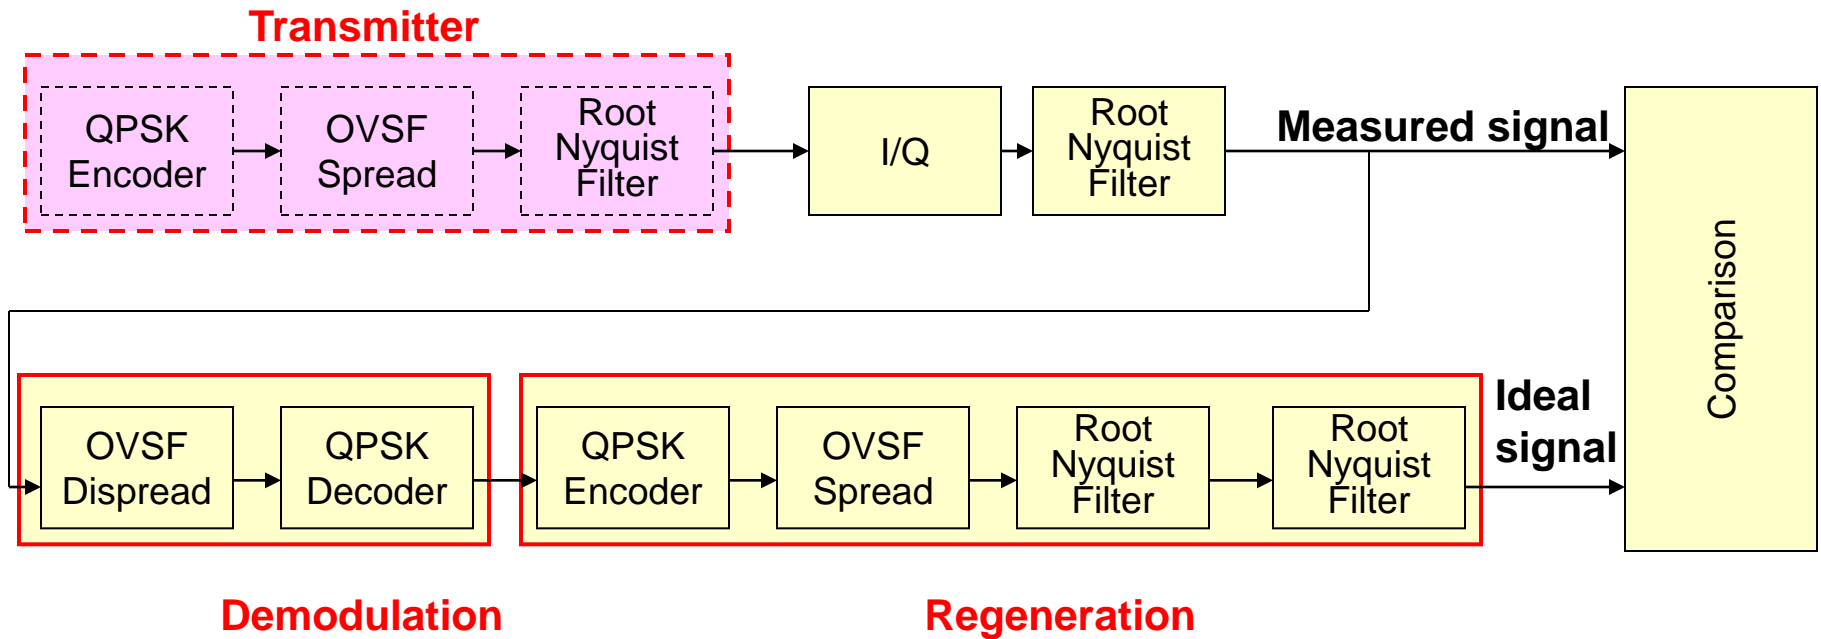 Transmitter
QPSK
Encoder
OVSF
Spread
Root
Nyquist
Filter
I/Q
Root
Nyquist
Filter
Measured signal
Comparison
OVSF
Dispread
QPSK
Decoder
QPSK
Encoder
OVSF
Spread
Root
Nyquist
Filter
Root
Nyquist
Filter
Ideal
signal
Demodulation
Regeneration